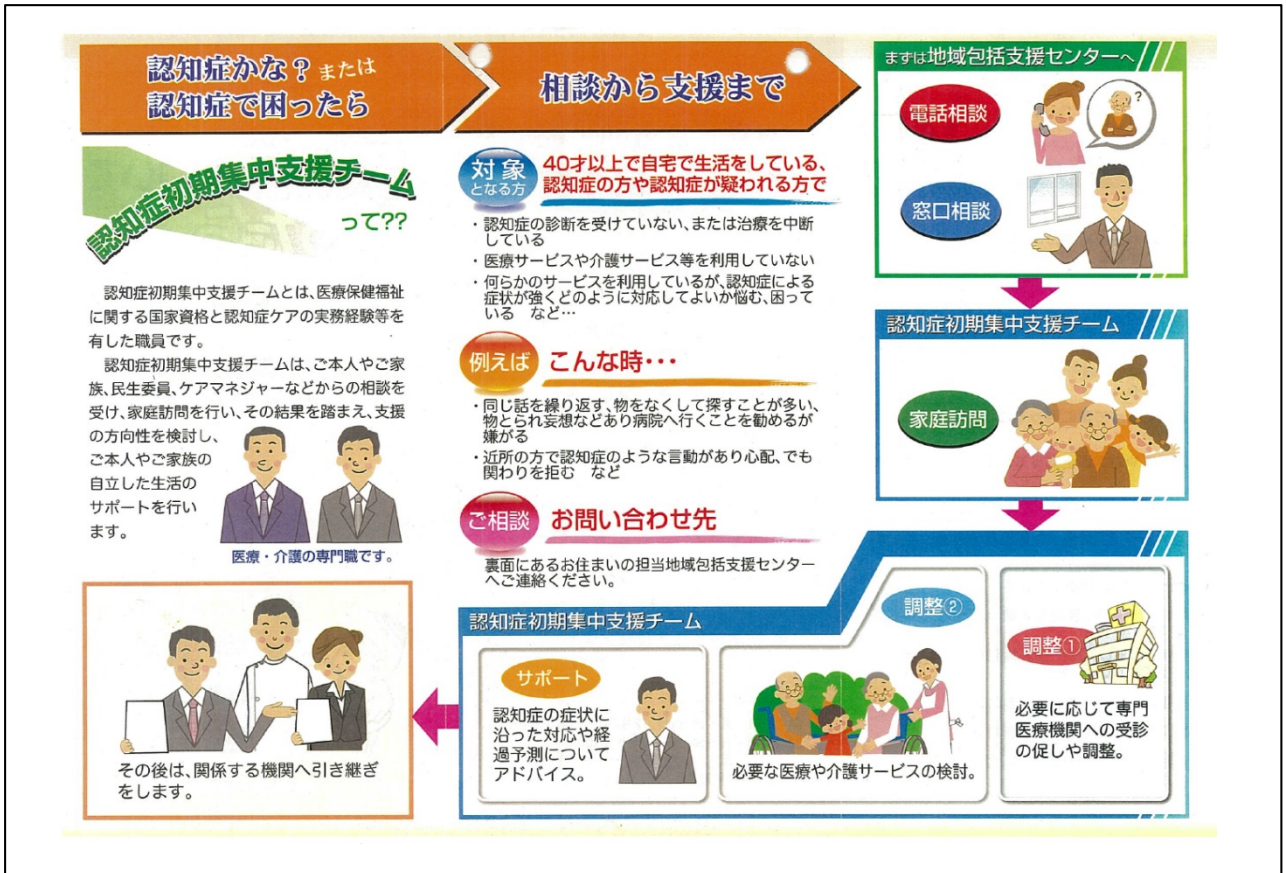 認知症かな？または
認知症で困ったら
認知症初期集中支援チーム
って??
認知症初期集中支援チームとは、医療保健福祉
に関する国家資格と認知症ケアの実務経験等を
有した職員です。
認知症初期集中支援チームは、ご本人やご家
族、民生委員、ケアマネジャーなどからの相談を
受け、家庭訪問を行い、その結果を踏まえ、支援
の方向性を検討し、
ご本人やご家族の
自立した生活の
サポートを行い
ます。
医療・介護の専門職です。
相談から支援まで
対象
となる方
40才以上で自宅で生活をしている、
認知症の方や認知症が疑われる方で
・認知症の診断を受けていない、または治療を中断
している
・医療サービスや介護サービス等を利用していない
・何らかのサービスを利用しているが、認知症による
症状が強くどのように対応してよいか悩む、困って
いる　など…
例えば
こんな時・・・
・同じ話を繰り返す、物をなくして探すことが多い、
物とられ妄想などあり病院へ行くことを勧めるが
嫌がる
・近所の方で認知症のような言動があり心配、でも
関わりを拒む　など
ご相談
お問い合わせ先
裏面にあるお住まいの担当地域包括支援センター
へご連絡ください。
まずは地域包括支援センターへ
電話相談
?
窓口相談
認知症初期集中支援チーム
家庭訪問
調整①
必要に応じて専門
医療機関への受診
の促しや調整。
調整②
必要な医療や介護サービスの検討。
認知症初期集中支援チーム
サポート
認知症の症状に
沿った対応や経
過予測について
アドバイス。
その後は、関係する機関へ引き継ぎ
をします。